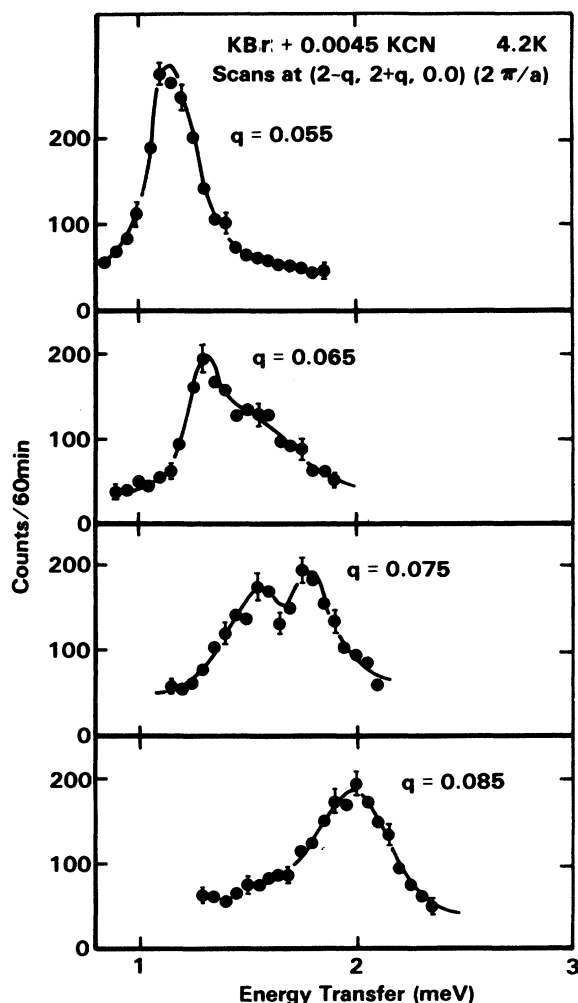 KBr + 0.0045 KCN 4.2K
Scans at (2-q, 2+q, 0.0) (2 π/a)
q = 0.055
200
100
0
q = 0.065
200
100
0
q = 0.075
200
100
0
q = 0.085
200
100
0
Counts/60min
1 2 3
Energy Transfer (meV)